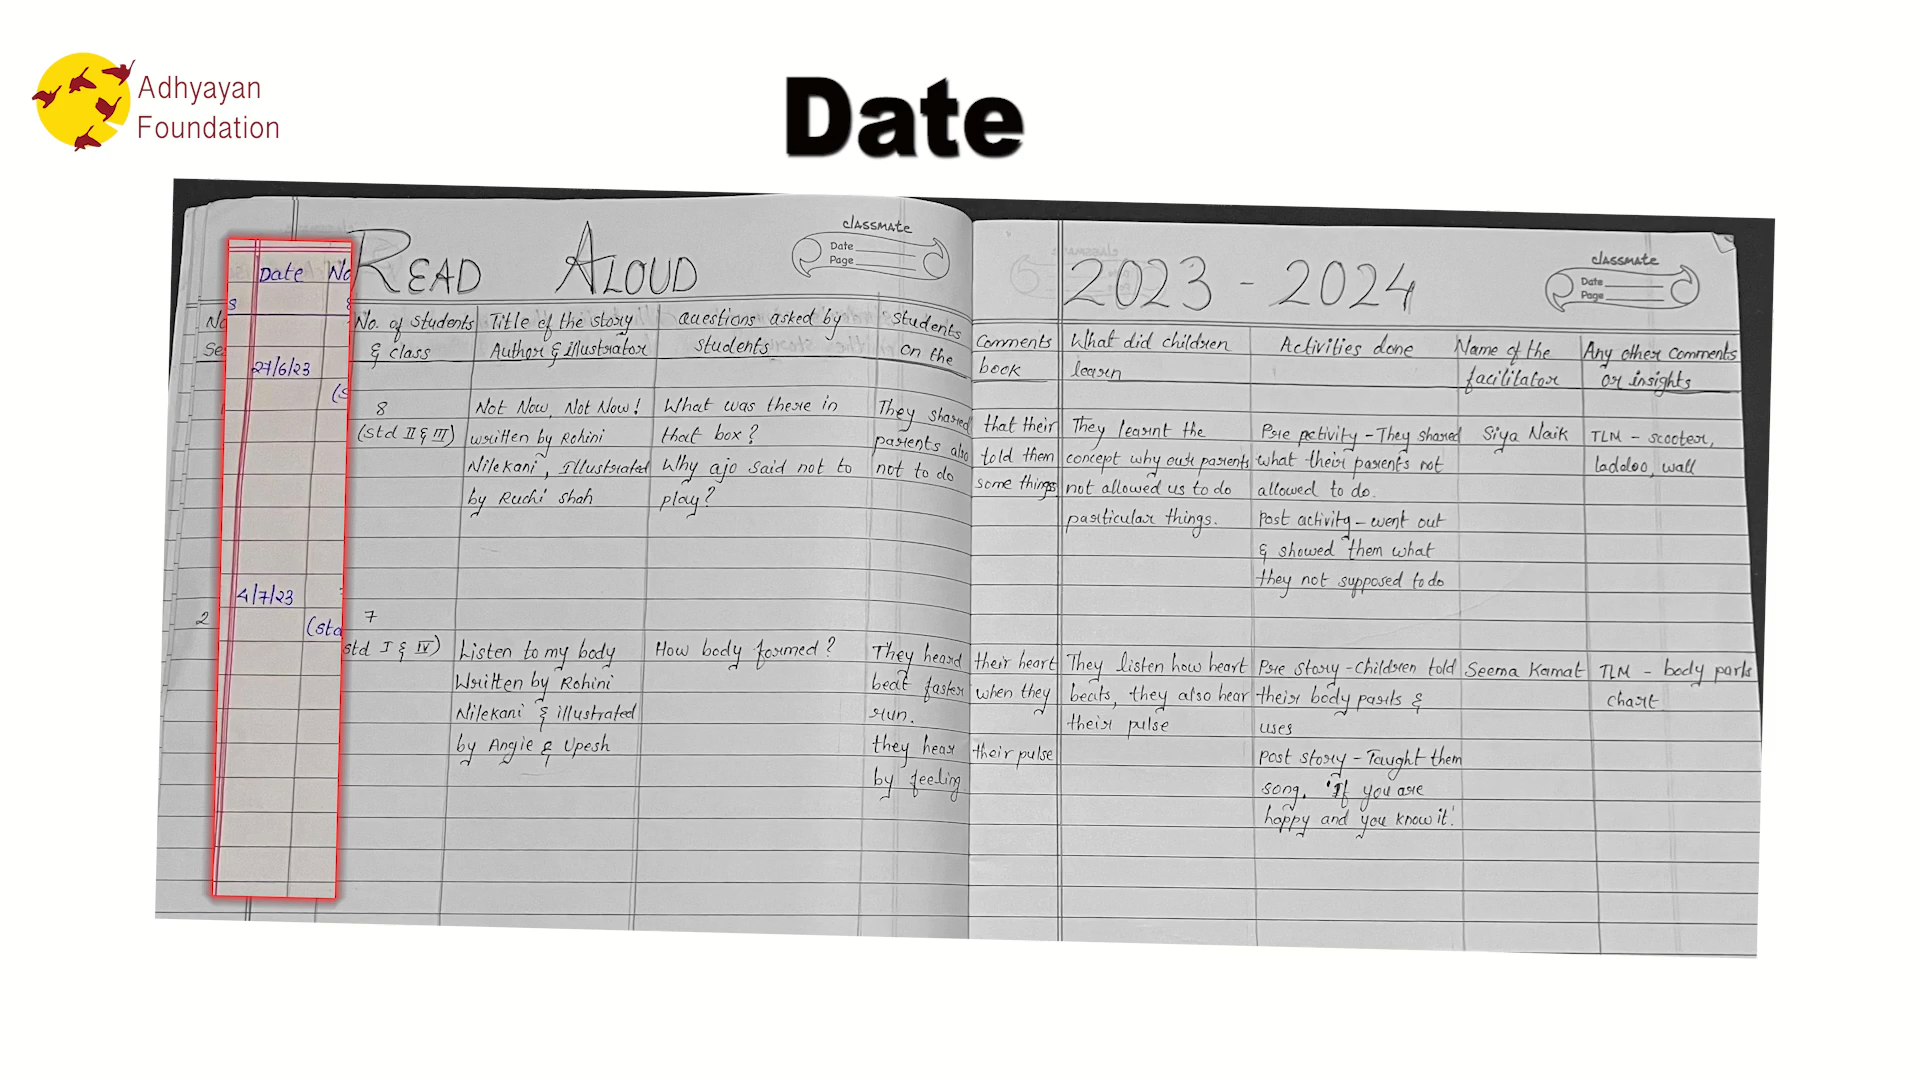 Adhyayan
Foundation
Date
READ ALOUD
classmate
Date
Page
2023 - 2024
classmate
Date
Page
Date
No. of students
& class
Title of the story
Author & illustrator
Questions asked by
students
Students
on the
Comments
book
What did children
learn
Activities done
Name of the
facilitator
Any other comments
or insights
27/6/23
8
(std II & III)
Not Now, Not Now!
written by Rohini
Nilekani, Illustrated
by Ruchi Shah
What was there in
that box?
Why ajo said not to
play?
They shared that their
parents also told them
not to do some things
They learnt the
concept why our parents
not allowed us to do
particular things.
Pre activity - They shared
what their parents not
allowed to do.
Post activity - went out
& showed them what
they not supposed to do
Siya Naik
TLM - scooter,
laddoo, wall
2
4/7/23
7
(std I & IV)
Listen to my body
Written by Rohini
Nilekani & illustrated
by Angie & Upesh
How body formed?
They heard their heart
beat faster when they
run.
they hear their pulse
by feeling.
They listen how heart
beats, they also hear
their pulse
Pre story - Children told
their body parts &
uses
Post story - Taught them
song, 'If you are
happy and you know it'.
Seema Kamat
TLM - body parts
chart